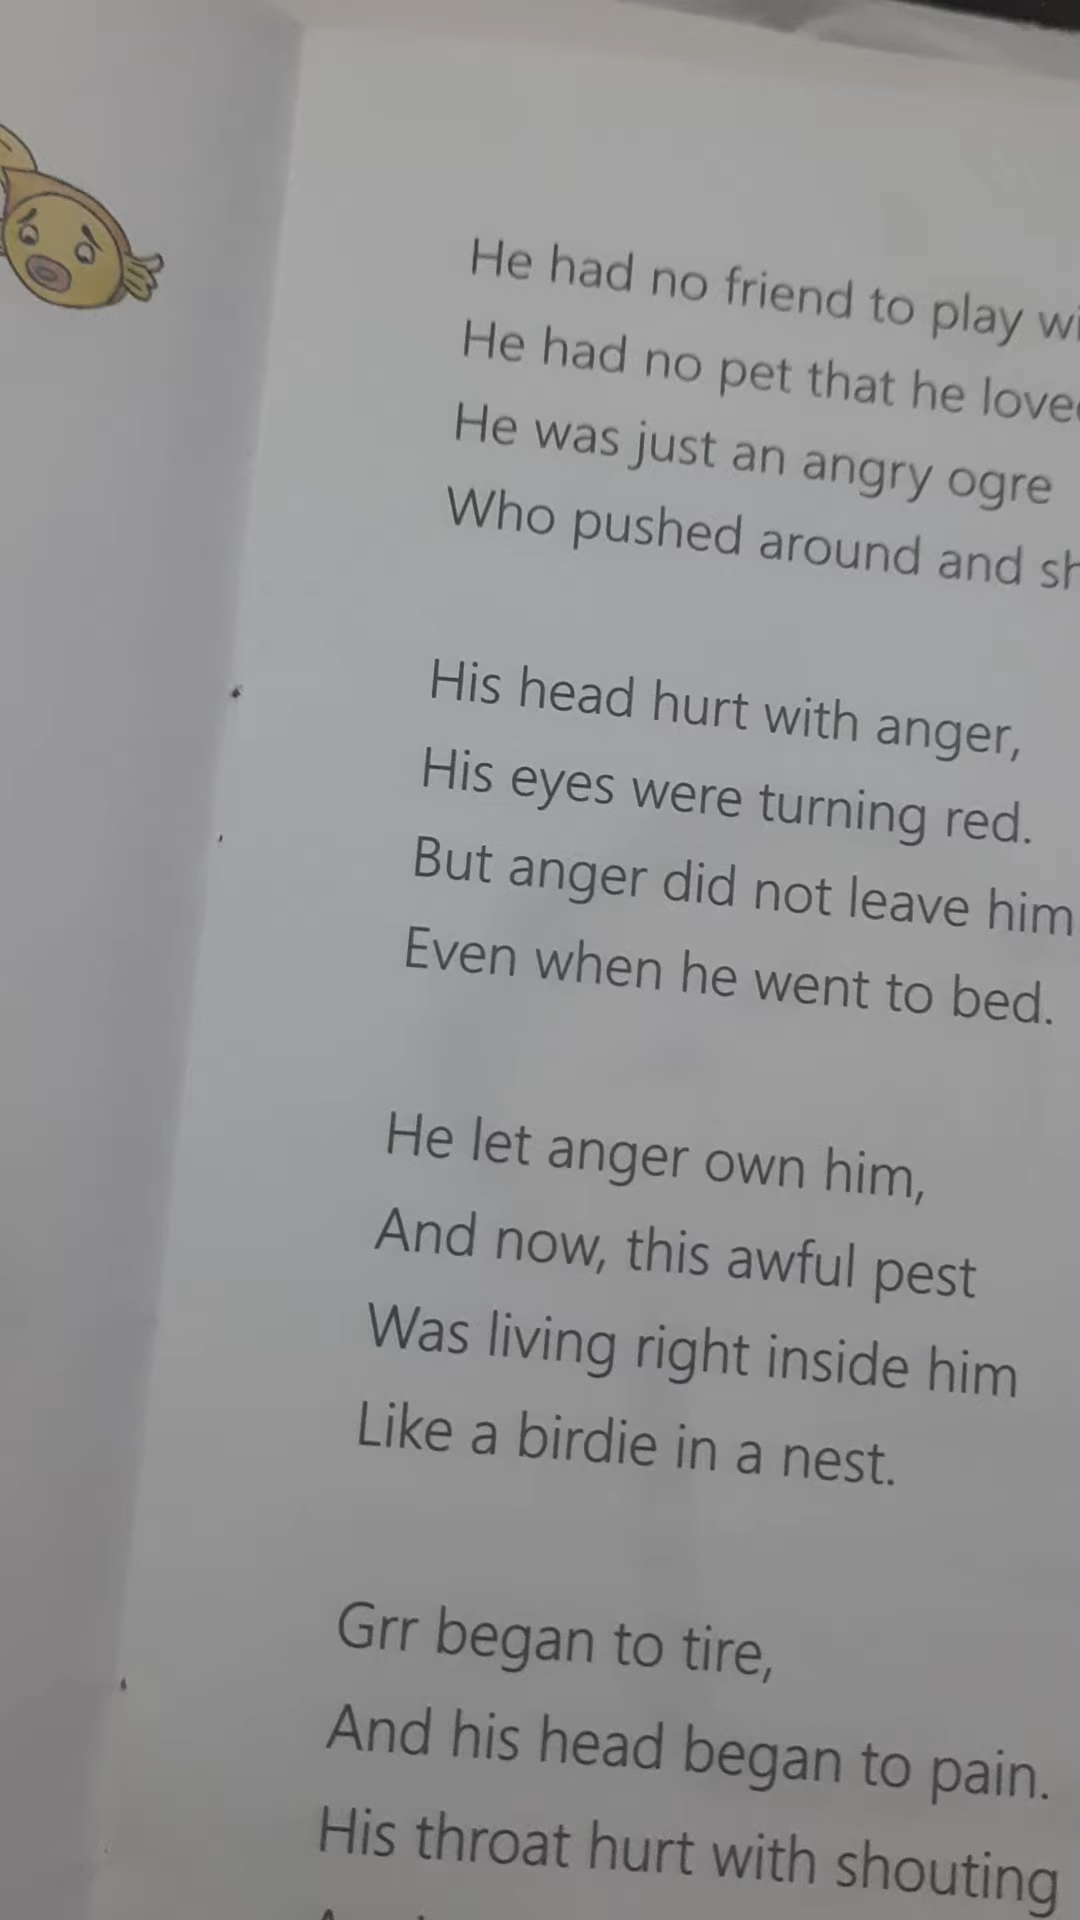 He had no friend to play
He had no pet that he
He was just an angry ogre
Who pushed around and
His head hurt with anger,
His eyes were turning red.
But anger did not leave him
Even when he went to bed.
He let anger own him,
And now, this awful pest
Was living right inside him
Like a birdie in a nest.
Grr began to tire,
And his head began to pain.
His throat hurt with shouting